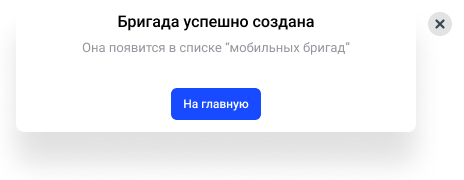 Бригада успешно создана
Она появится в списке “мобильных бригад”
На главную